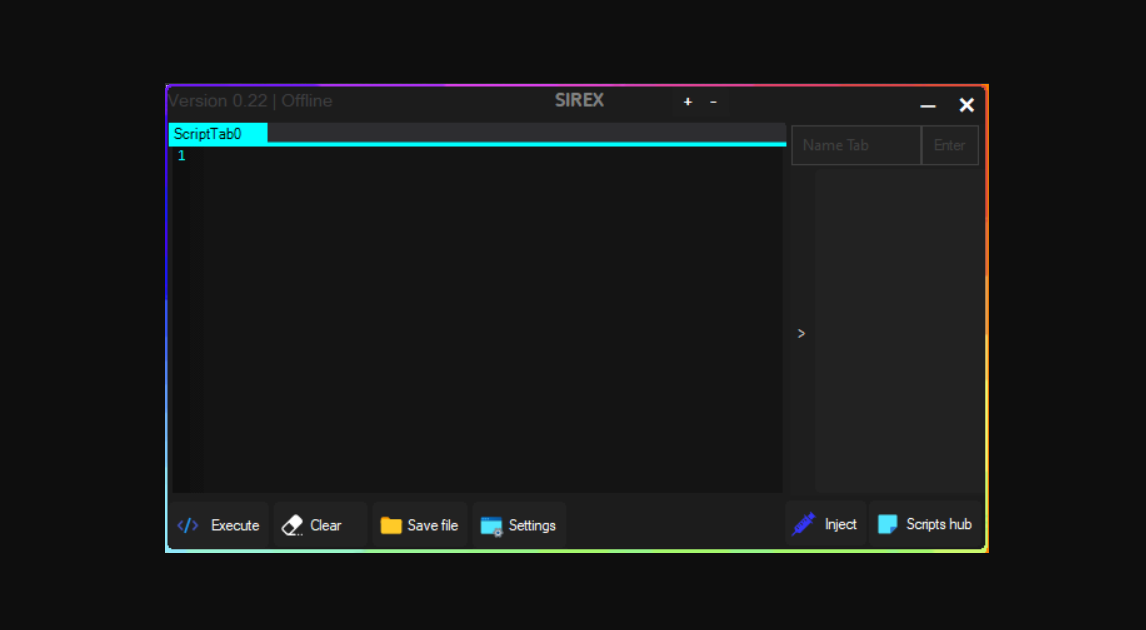 Version 0.22 | Offline
SIREX
+ -
ScriptTab0
Name Tab
Enter
1
>
Execute
Clear
Save file
Settings
Inject
Scripts hub